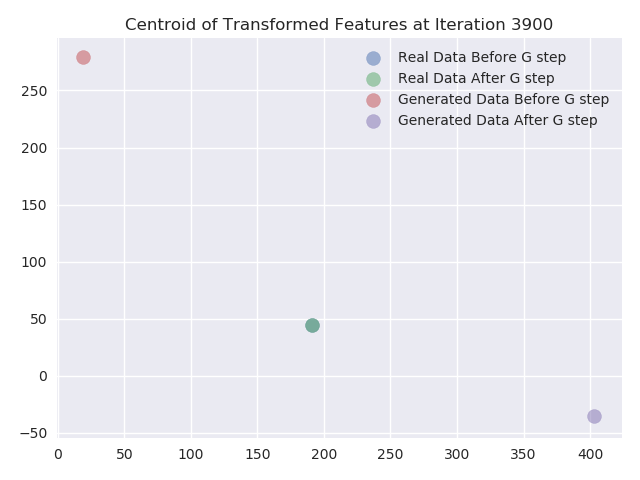 Centroid of Transformed Features at Iteration 3900
Real Data Before G step
Real Data After G step
Generated Data Before G step
Generated Data After G step
250
200
150
100
50
0
−50
0 50 100 150 200 250 300 350 400